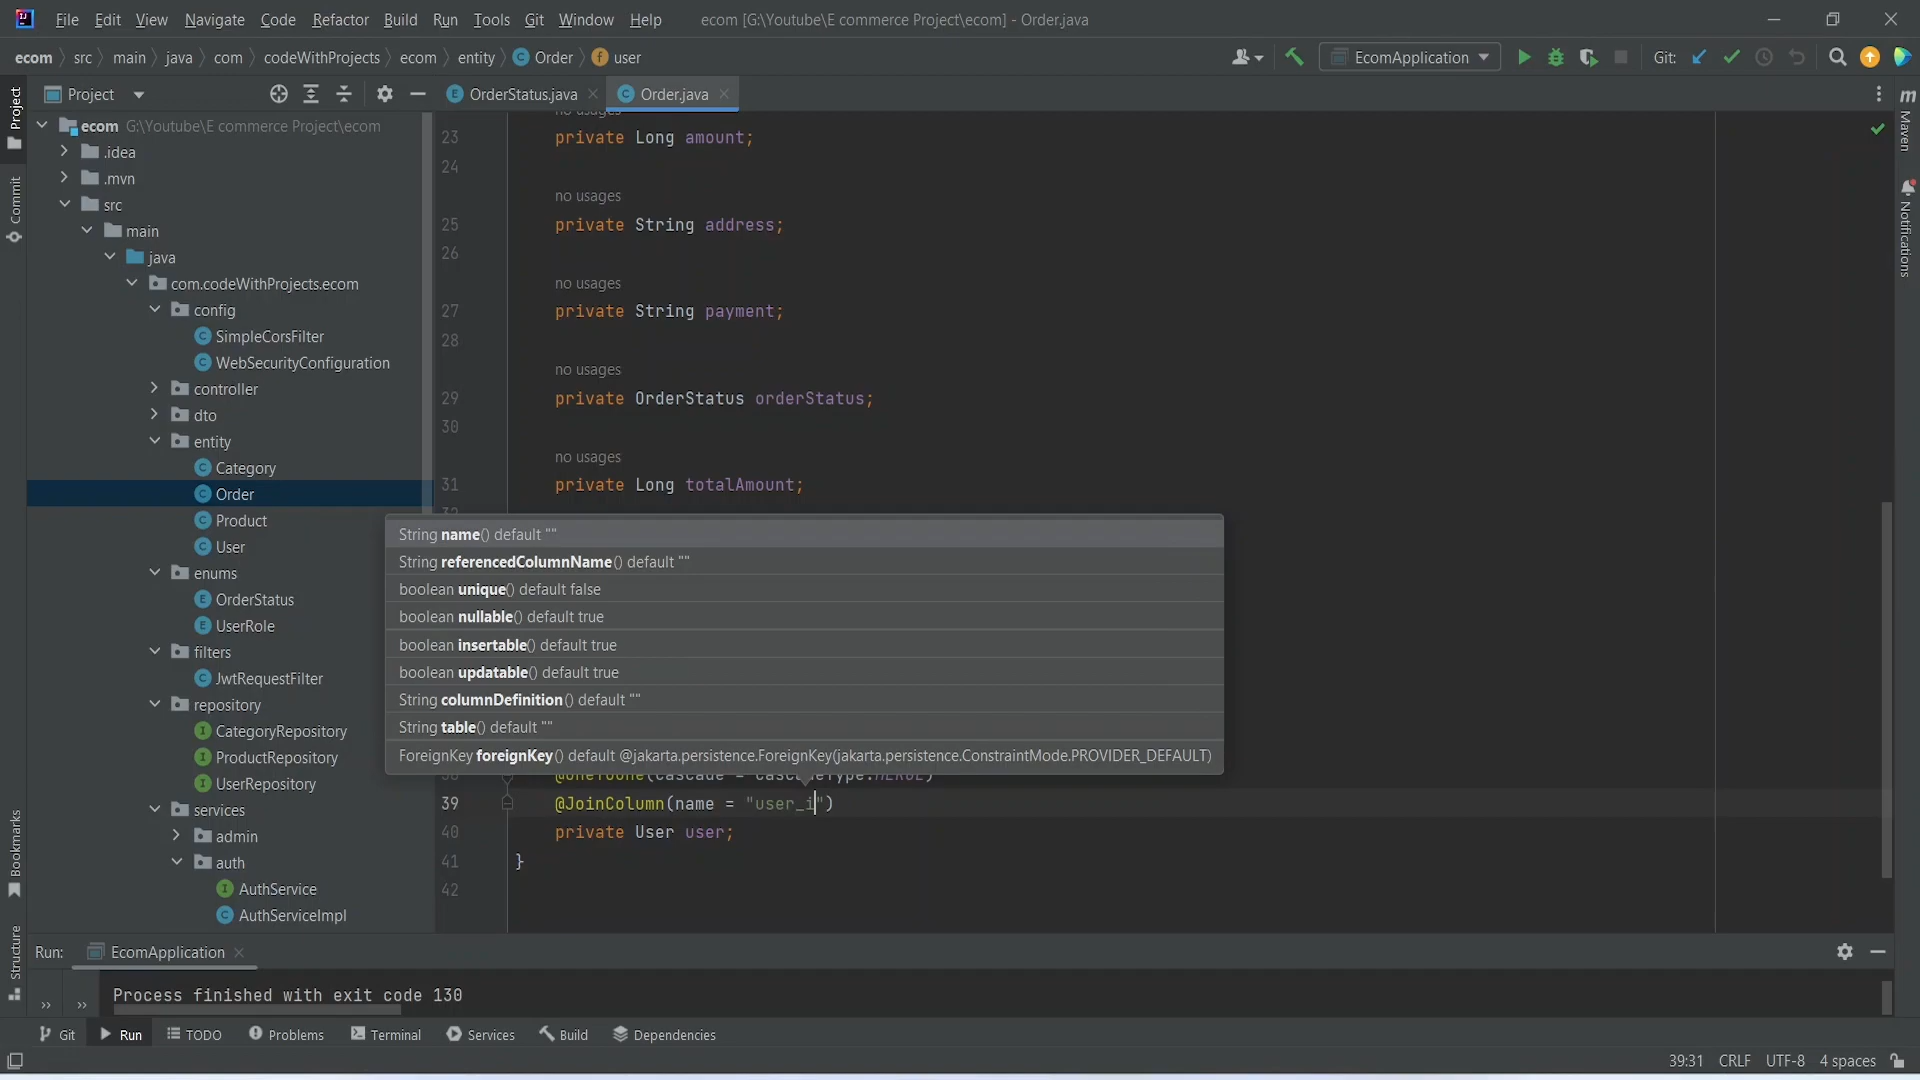 File Edit View Navigate Code Refactor Build Run Tools Git Window Help ecom [G:\Youtube\E commerce Project\ecom] - Order.java
ecom src main java com codeWithProjects ecom entity Order user EcomApplication Git:
Project OrderStatus.java Order.java
ecom G:\Youtube\E commerce Project\ecom
.idea
.mvn
src
main
java
com.codeWithProjects.ecom
config
SimpleCorsFilter
WebSecurityConfiguration
controller
dto
entity
Category
Order
Product
User
enums
OrderStatus
UserRole
filters
JwtRequestFilter
repository
CategoryRepository
ProductRepository
UserRepository
services
admin
auth
AuthService
AuthServiceImpl
Project
Commit
Bookmarks
Structure
Maven
Notifications
no usages
23 private Long amount;
24
no usages
25 private String address;
26
no usages
27 private String payment;
28
no usages
29 private OrderStatus orderStatus;
30
no usages
31 private Long totalAmount;
String name() default ""
String referencedColumnName() default ""
boolean unique() default false
boolean nullable() default true
boolean insertable() default true
boolean updatable() default true
String columnDefinition() default ""
String table() default ""
ForeignKey foreignKey() default @jakarta.persistence.ForeignKey(jakarta.persistence.ConstraintMode.PROVIDER_DEFAULT)
38 @OneToOne(cascade = CascadeType.MERGE)
39 @JoinColumn(name = "user_i")
40 private User user;
41 }
42
Run: EcomApplication
Process finished with exit code 130
Git Run TODO Problems Terminal Services Build Dependencies
39:31 CRLF UTF-8 4 spaces